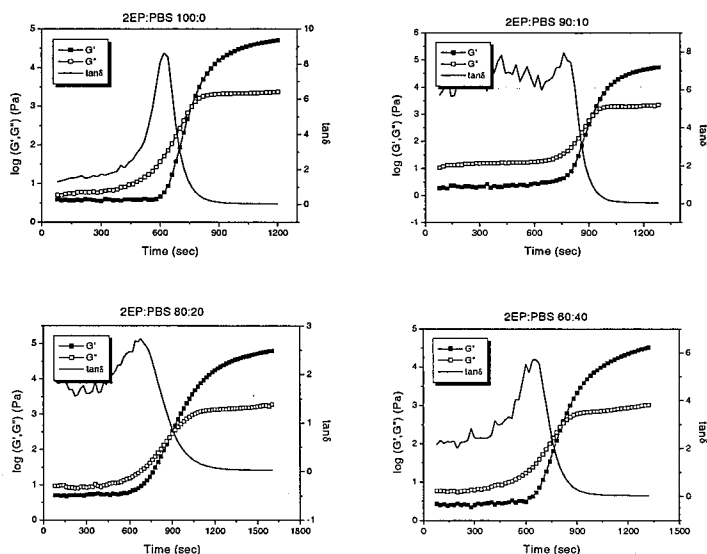 2EP:PBS 100:0
G'
G"
tanδ
log (G',G") (Pa)
5
4
3
2
1
0
10
8
6
4
2
0
tanδ
0 300 600 900 1200
Time (sec)
2EP:PBS 90:10
G'
G"
tanδ
log (G',G") (Pa)
6
5
4
3
2
1
0
-1
8
6
4
2
0
tanδ
0 300 600 900 1200
Time (sec)
2EP:PBS 80:20
G'
G"
tanδ
log (G',G") (Pa)
5
4
3
2
1
0
3
2
1
0
-1
tanδ
0 300 600 900 1200 1500 1800
Time (sec)
2EP:PBS 60:40
G'
G"
tanδ
log (G',G") (Pa)
5
4
3
2
1
0
6
4
2
0
tanδ
0 300 600 900 1200 1500
Time (sec)